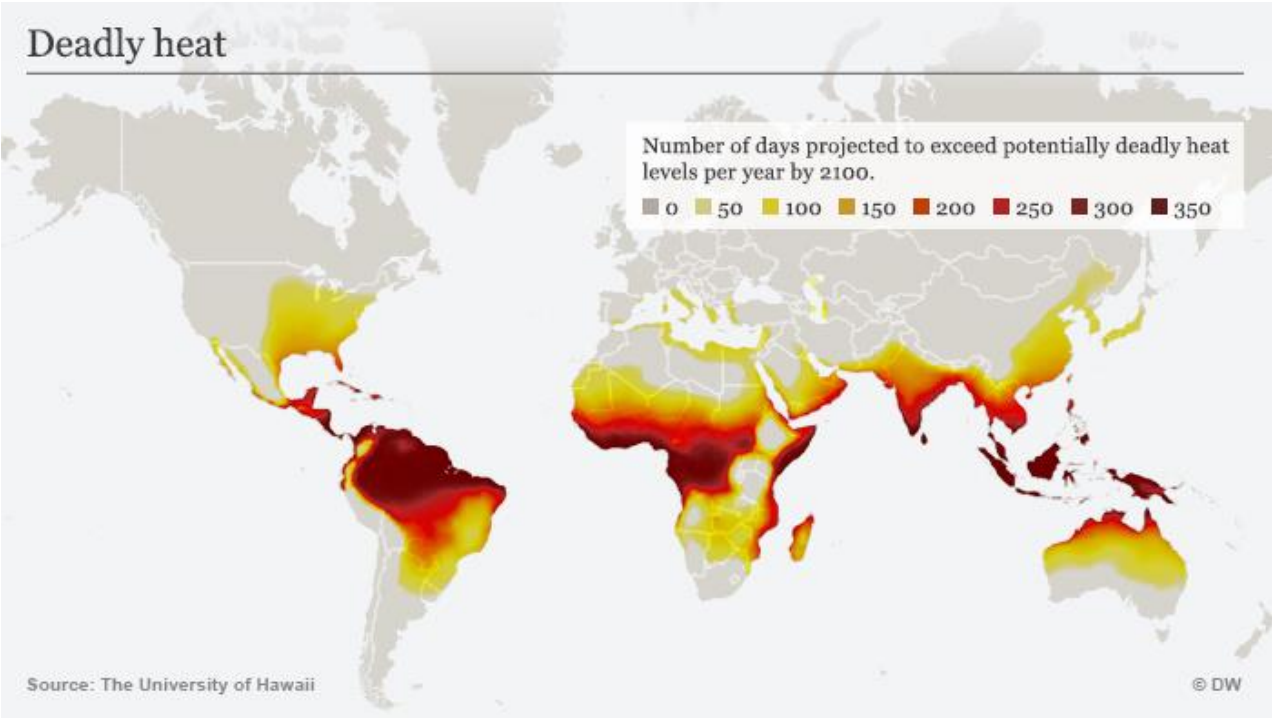 Deadly heat
Number of days projected to exceed potentially deadly heat
levels per year by 2100.
0 50 100 150 200 250 300 350
Source: The University of Hawaii
© DW